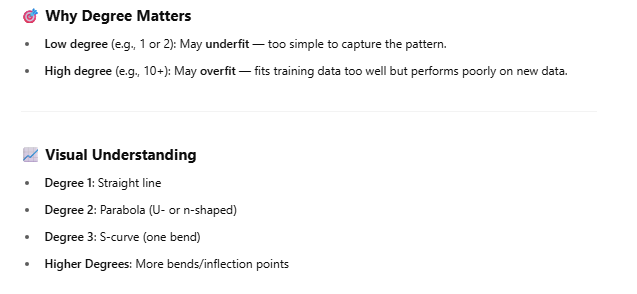 🎯 Why Degree Matters
• Low degree (e.g., 1 or 2): May underfit — too simple to capture the pattern.
• High degree (e.g., 10+): May overfit — fits training data too well but performs poorly on new data.
📈 Visual Understanding
• Degree 1: Straight line
• Degree 2: Parabola (U- or n-shaped)
• Degree 3: S-curve (one bend)
• Higher Degrees: More bends/inflection points